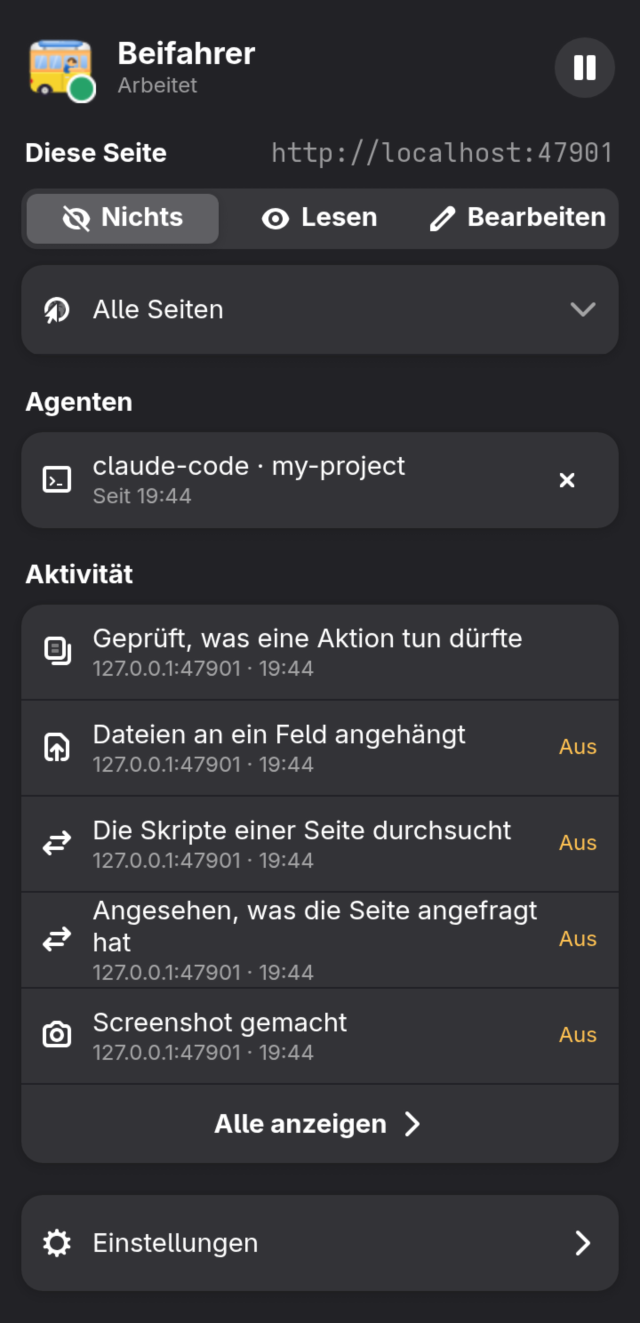 Beifahrer
Arbeitet
Diese Seite
http://localhost:47901
Nichts
Lesen
Bearbeiten
Alle Seiten
Agenten
claude-code · my-project
Seit 19:44
Aktivität
Geprüft, was eine Aktion tun dürfte
127.0.0.1:47901 · 19:44
Dateien an ein Feld angehängt
127.0.0.1:47901 · 19:44
Aus
Die Skripte einer Seite durchsucht
127.0.0.1:47901 · 19:44
Aus
Angesehen, was die Seite angefragt
hat
127.0.0.1:47901 · 19:44
Aus
Screenshot gemacht
127.0.0.1:47901 · 19:44
Aus
Alle anzeigen
Einstellungen